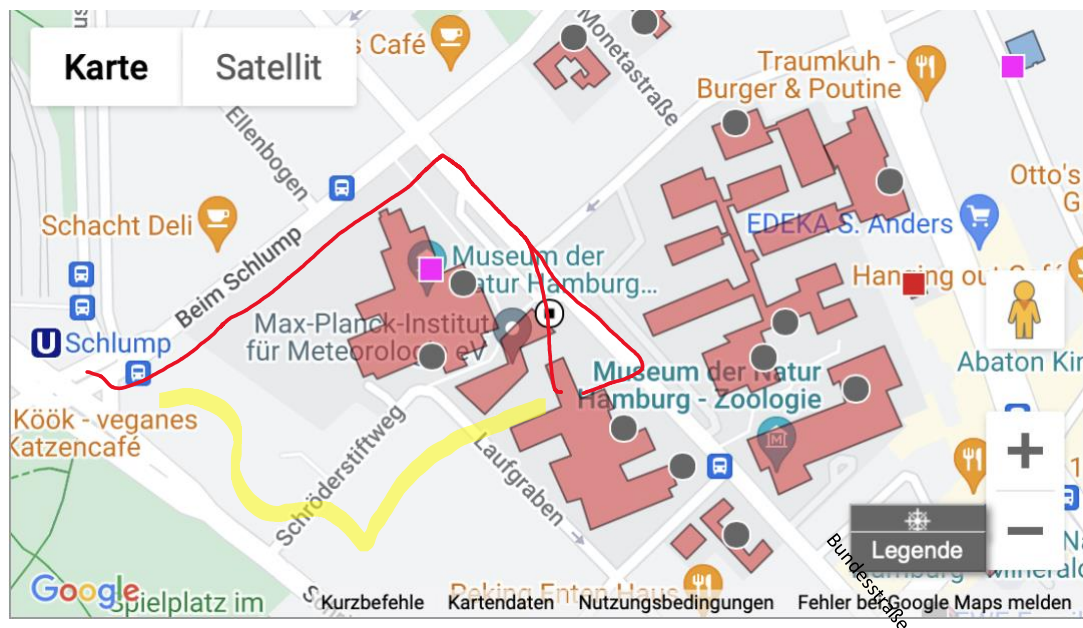 Karte
Satellit
s Café
Monetastraße
Traumkuh -
Burger & Poutine
Ellenbogen
Otto's
G
Schacht Deli
EDEKA S. Anders
Beim Schlump
Museum der
atur Hamburg...
Hanging out Café
U Schlump
Max-Planck-Institut
für Meteorologie eV
Abaton Kin
Museum der Natur
Hamburg - Zoologie
Köök - veganes
Katzencafé
Schröderstiftweg
Laufgraben
Legende
Bundesstraße
Google
Spielplatz im
Peking Enten Haus
Kurzbefehle
Kartendaten
Nutzungsbedingungen
Fehler bei Google Maps melden